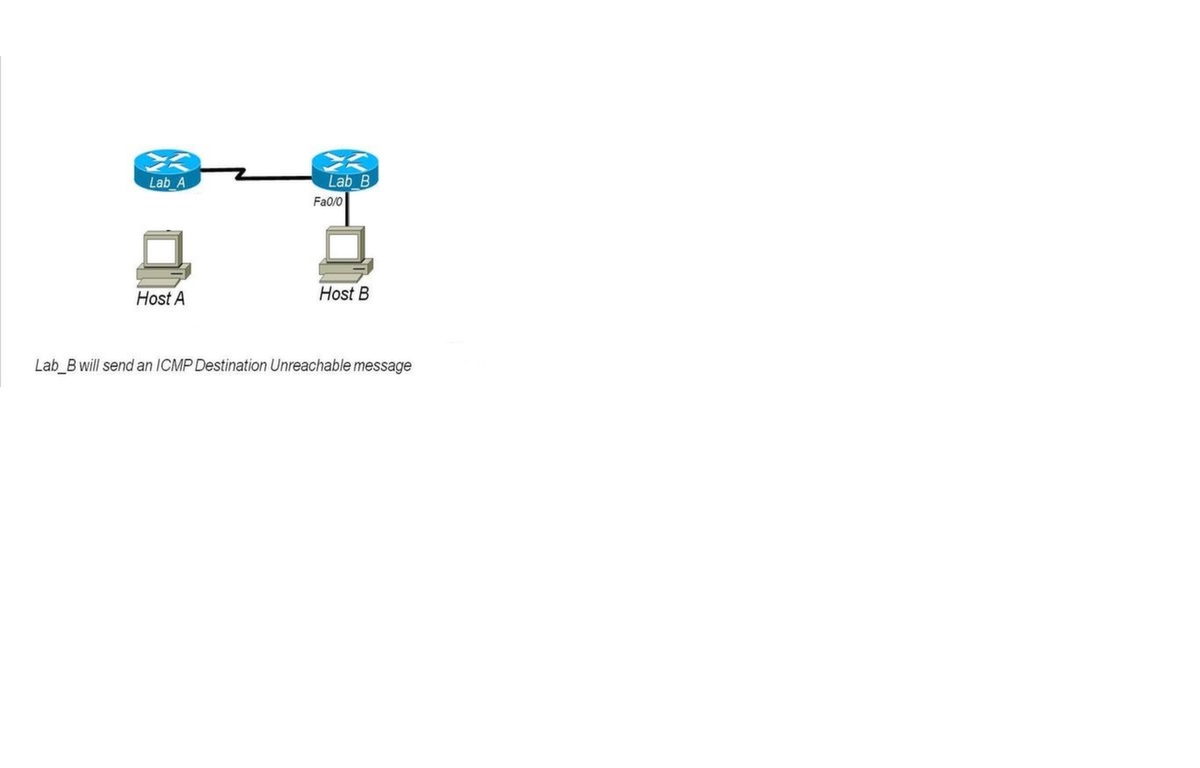 Lab_A
Lab_B
Fa0/0
Host A
Host B
Lab_B will send an ICMP Destination Unreachable message